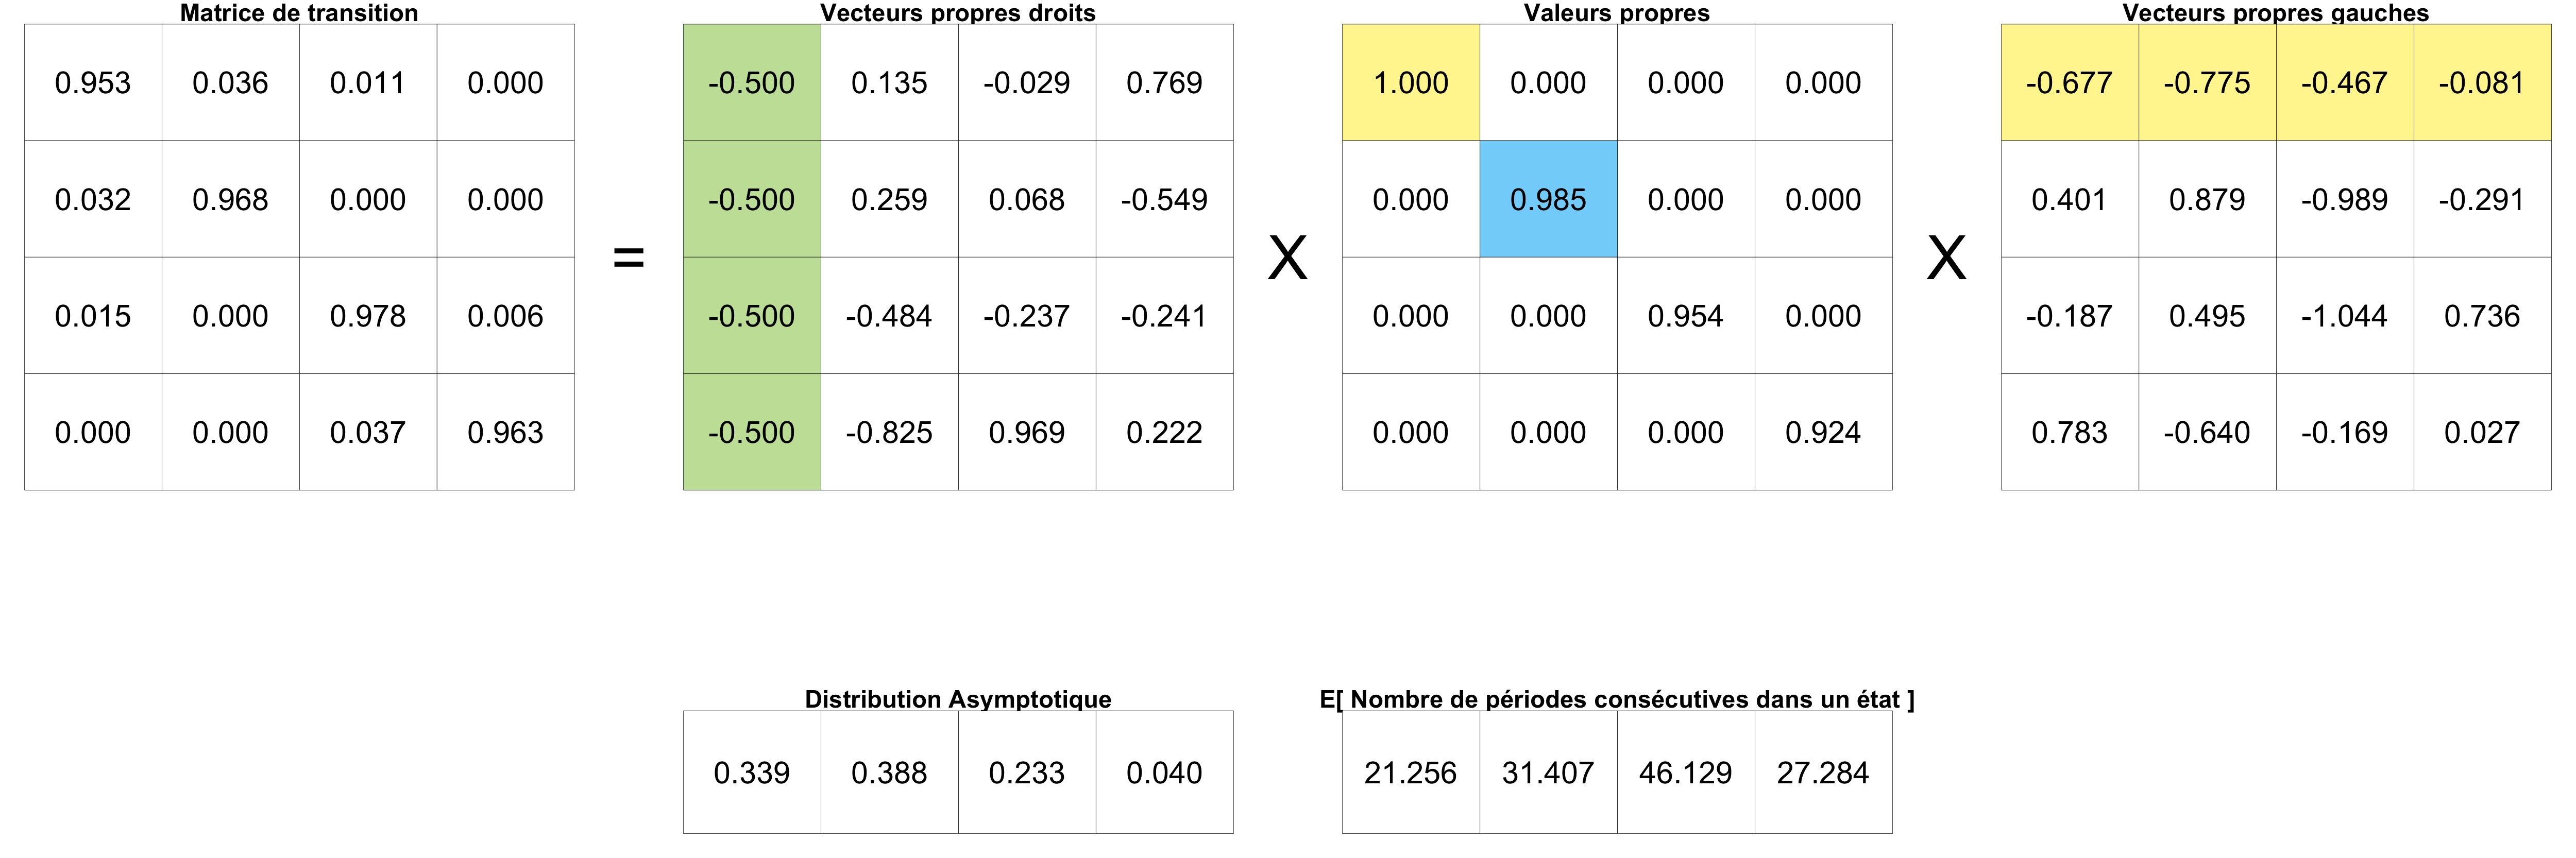 Matrice de transition Vecteurs propres droits Valeurs propres Vecteurs propres gauches
0.953 0.036 0.011 0.000 -0.500 0.135 -0.029 0.769 1.000 0.000 0.000 0.000 -0.677 -0.775 -0.467 -0.081
0.032 0.968 0.000 0.000 -0.500 0.259 0.068 -0.549 0.000 0.985 0.000 0.000 0.401 0.879 -0.989 -0.291
= X X
0.015 0.000 0.978 0.006 -0.500 -0.484 -0.237 -0.241 0.000 0.000 0.954 0.000 -0.187 0.495 -1.044 0.736
0.000 0.000 0.037 0.963 -0.500 -0.825 0.969 0.222 0.000 0.000 0.000 0.924 0.783 -0.640 -0.169 0.027
Distribution Asymptotique E[ Nombre de périodes consécutives dans un état ]
0.339 0.388 0.233 0.040 21.256 31.407 46.129 27.284